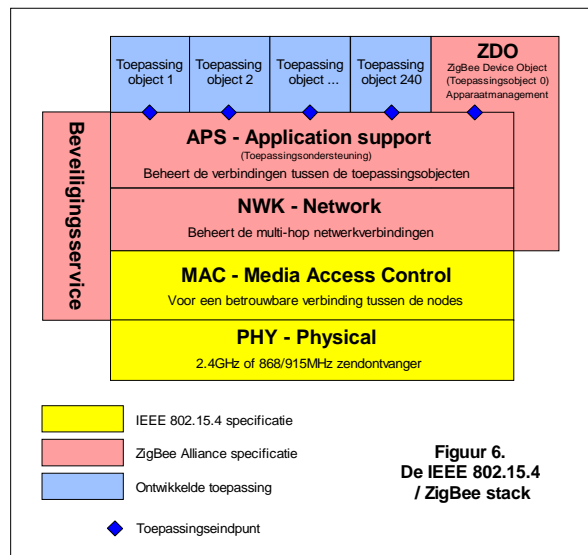 Toepassing
object 1
Toepassing
object 2
Toepassing
object ...
Toepassing
object 240
ZDO
ZigBee Device Object
(Toepassingsobject 0)
Apparaatmanagement
Beveiligingsservice
APS - Application support
(Toepassingsondersteuning)
Beheert de verbindingen tussen de toepassingsobjecten
NWK - Network
Beheert de multi-hop netwerkverbindingen
MAC - Media Access Control
Voor een betrouwbare verbinding tussen de nodes
PHY - Physical
2.4GHz of 868/915MHz zendontvanger
IEEE 802.15.4 specificatie
ZigBee Alliance specificatie
Ontwikkelde toepassing
Toepassingseindpunt
Figuur 6.
De IEEE 802.15.4
/ ZigBee stack